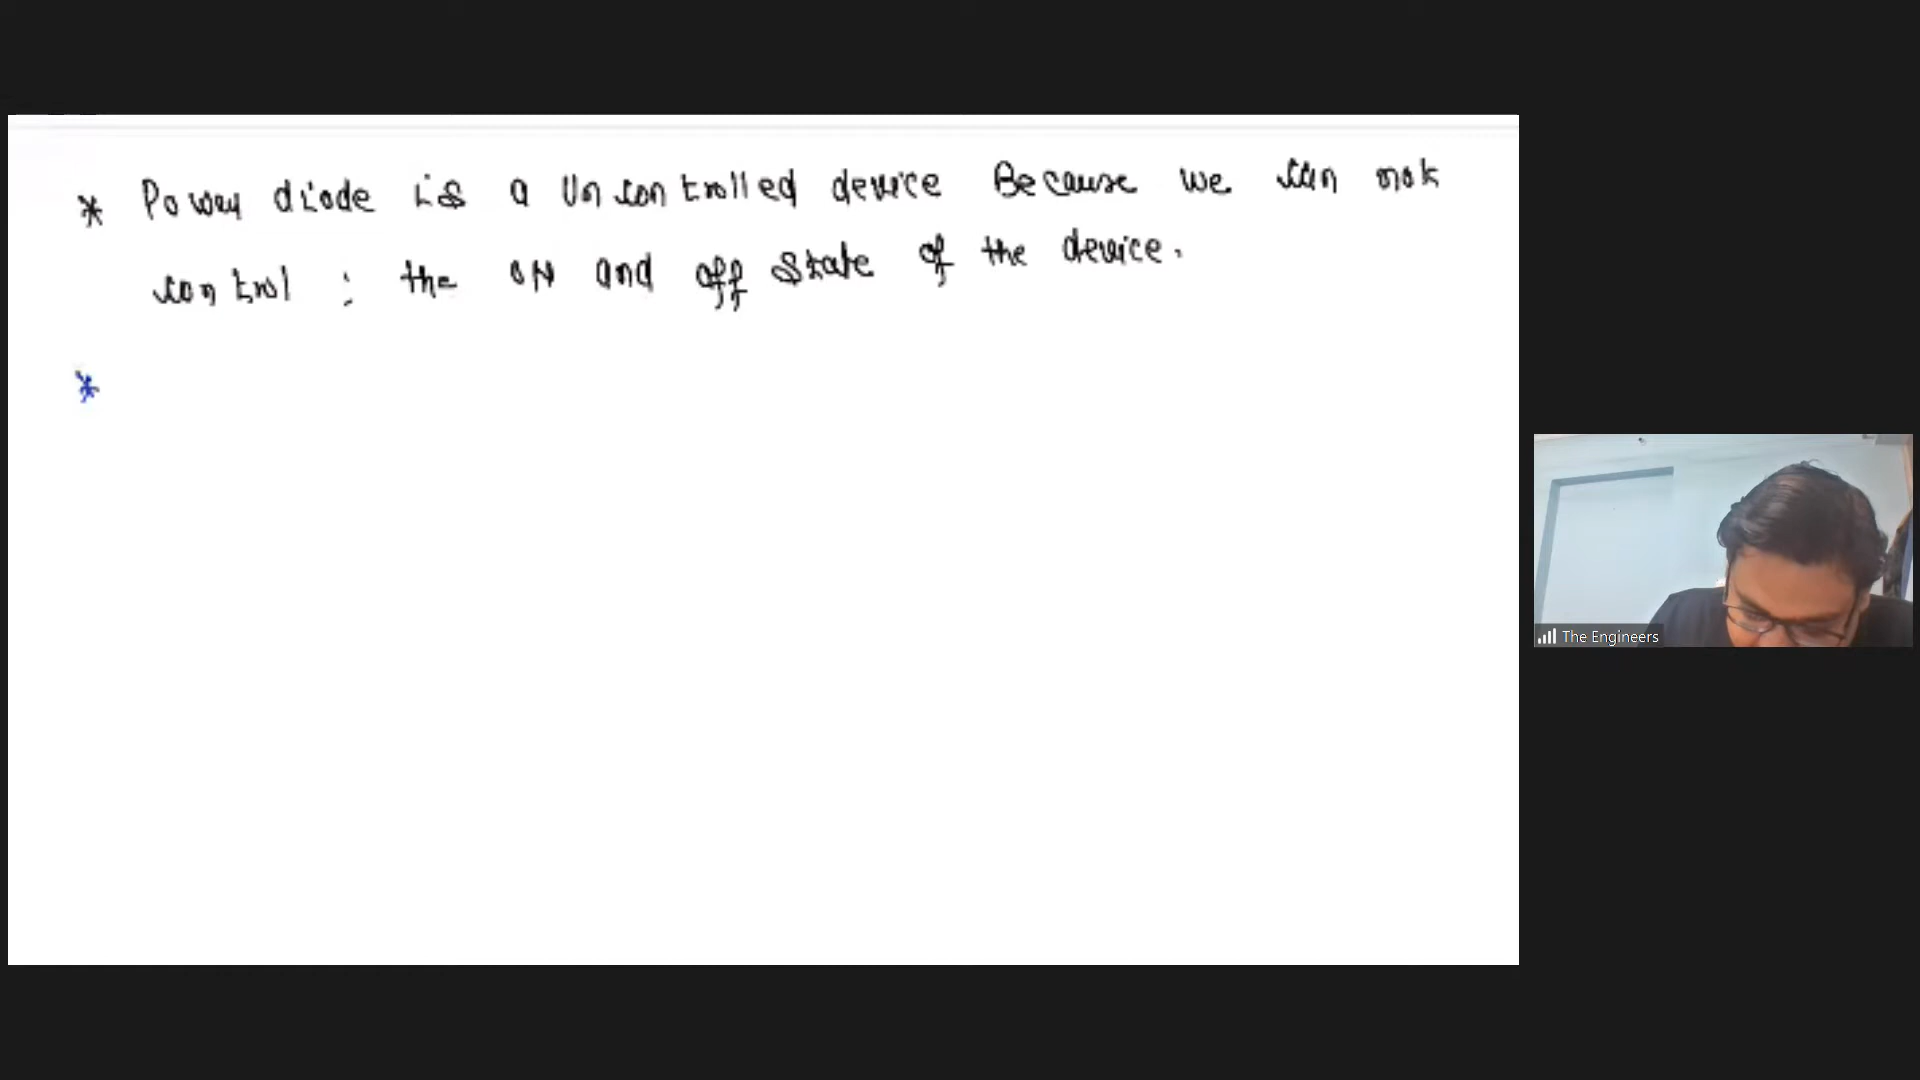 * Power diode is a Uncontrolled device Because we can not
control : the ON and off state of the device.
*
The Engineers